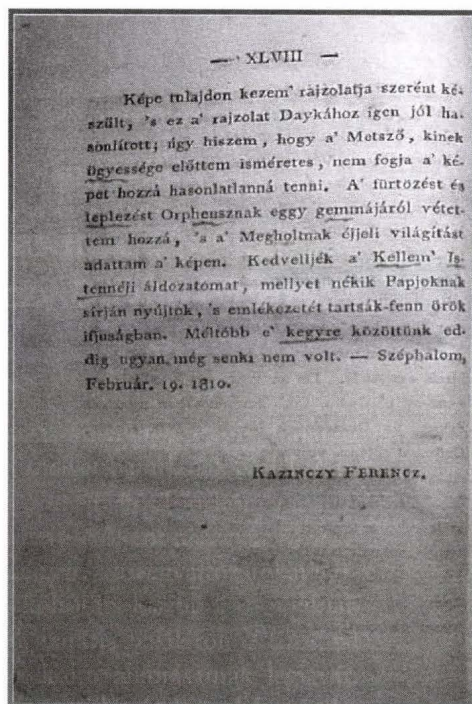 — XLVIII —
Képe tulajdon kezem' rajzolatja szerént ké-
szűlt, 's ez a' rajzolat Daykához igen jól ha-
sonlított; úgy hiszem, hogy a' Metsző, kinek
ügyessége előttem isméretes, nem fogja a' ké-
pet hozzá hasonlatlanná tenni. A' fürtözést és
leplezést Orpheusznak eggy gemmájáról vétet-
tem hozzá, 's a' Megholtnak éjjeli világítást
adattam a' képen. Kedvelljék a' Kellem' Is-
tennéji áldozatomat, mellyet nékik Papjoknak
sírján nyújtok, 's emlékezetét tartsák-fenn örök
ifjuságban. Méltóbb e' kegyre közöttünk ed-
dig ugyan még senki nem volt. — Széphalom,
Február. 19. 1810.
KAZINCZY FERENCZ.